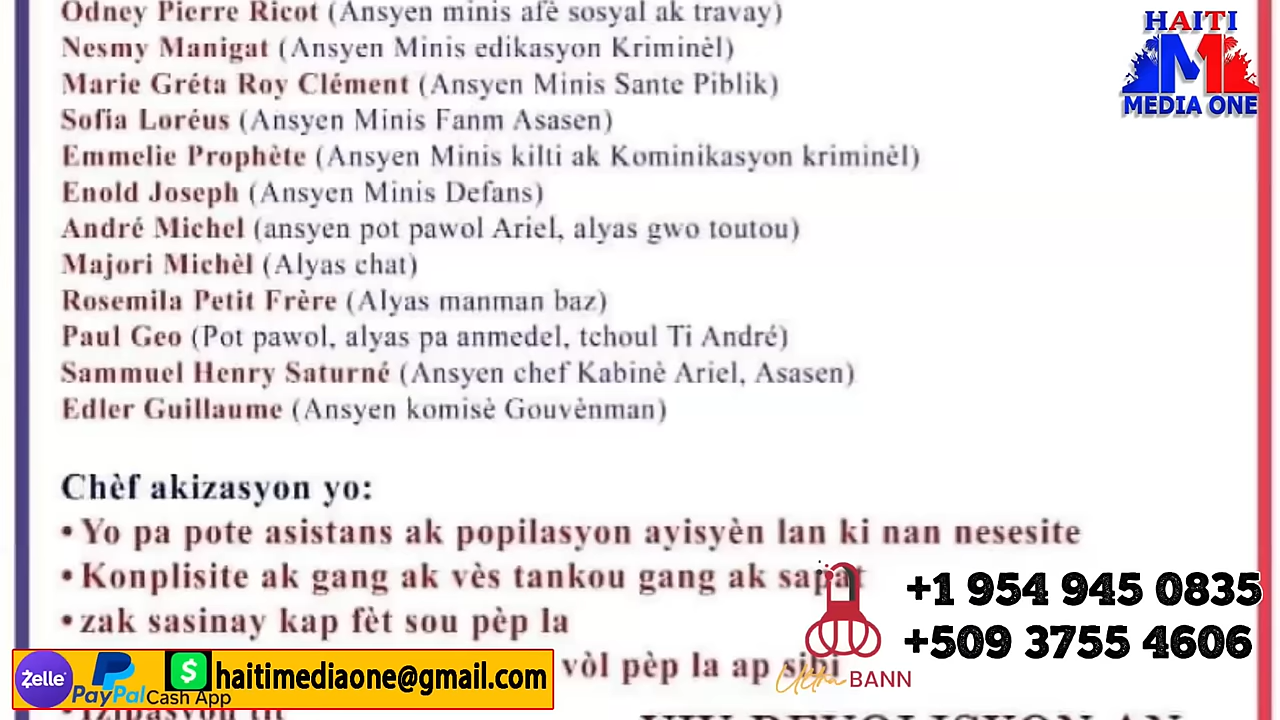 Odney Pierre Ricot (Ansyen minis afè sosyal ak travay)
Nesmy Manigat (Ansyen Minis edikasyon Kriminèl)
Marie Gréta Roy Clément (Ansyen Minis Sante Piblik)
Sofia Loréus (Ansyen Minis Fanm Asasen)
Emmelie Prophète (Ansyen Minis kilti ak Kominikasyon kriminèl)
Enold Joseph (Ansyen Minis Defans)
André Michel (ansyen pot pawol Ariel, alyas gwo toutou)
Majori Michèl (Alyas chat)
Rosemila Petit Frère (Alyas manman baz)
Paul Geo (Pot pawol, alyas pa anmedel, tchoul Ti André)
Sammuel Henry Saturné (Ansyen chef Kabinè Ariel, Asasen)
Edler Guillaume (Ansyen komisè Gouvènman)
Chèf akizasyon yo:
• Yo pa pote asistans ak popilasyon ayisyèn lan ki nan nesesite
• Konplisite ak gang ak vès tankou gang ak sapat
• zak sasinay kap fèt sou pèp la
vòl pèp la ap sibi
HAITI
M
MEDIA ONE
+1 954 945 0835
+509 3755 4606
Ultra BANN
Zelle
PayPal
$
Cash App
haitimediaone@gmail.com